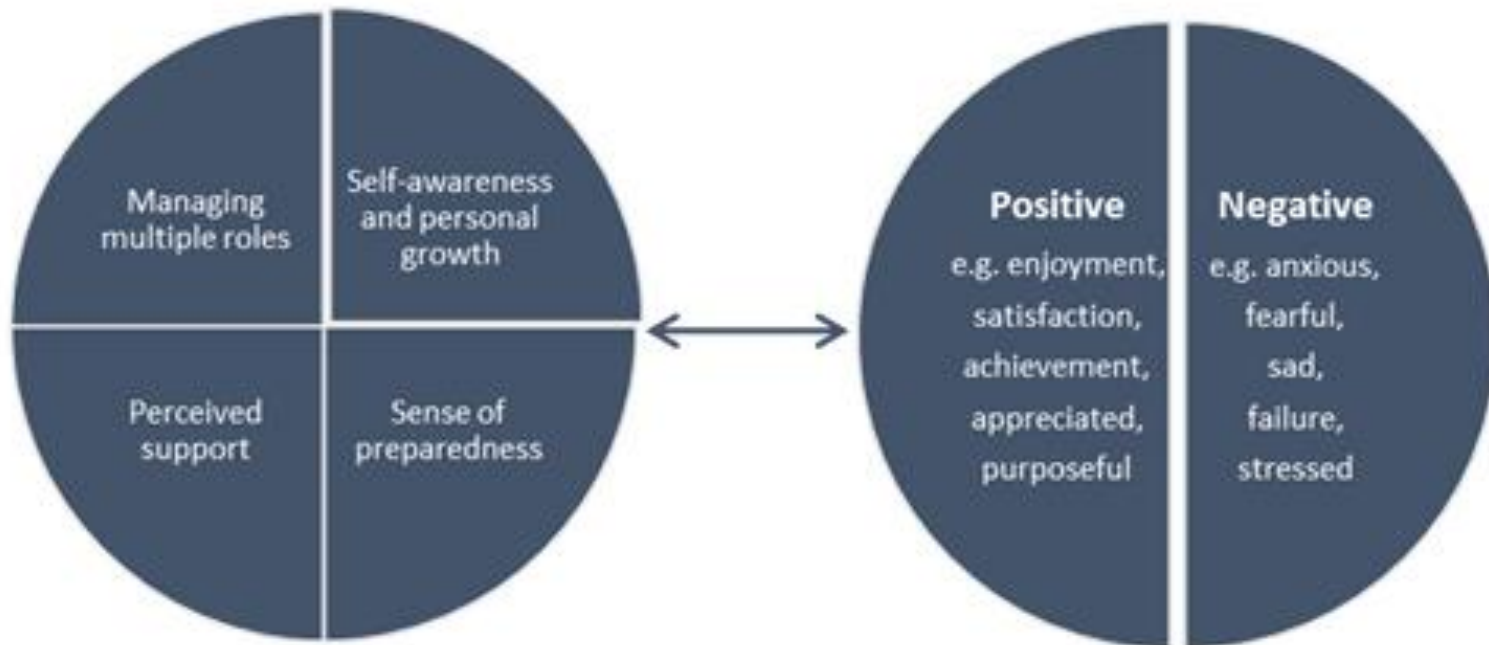 Managing
multiple roles
Self-awareness
and personal
growth
Perceived
support
Sense of
preparedness
Positive
e.g. enjoyment,
satisfaction,
achievement,
appreciated,
purposeful
Negative
e.g. anxious,
fearful,
sad,
failure,
stressed